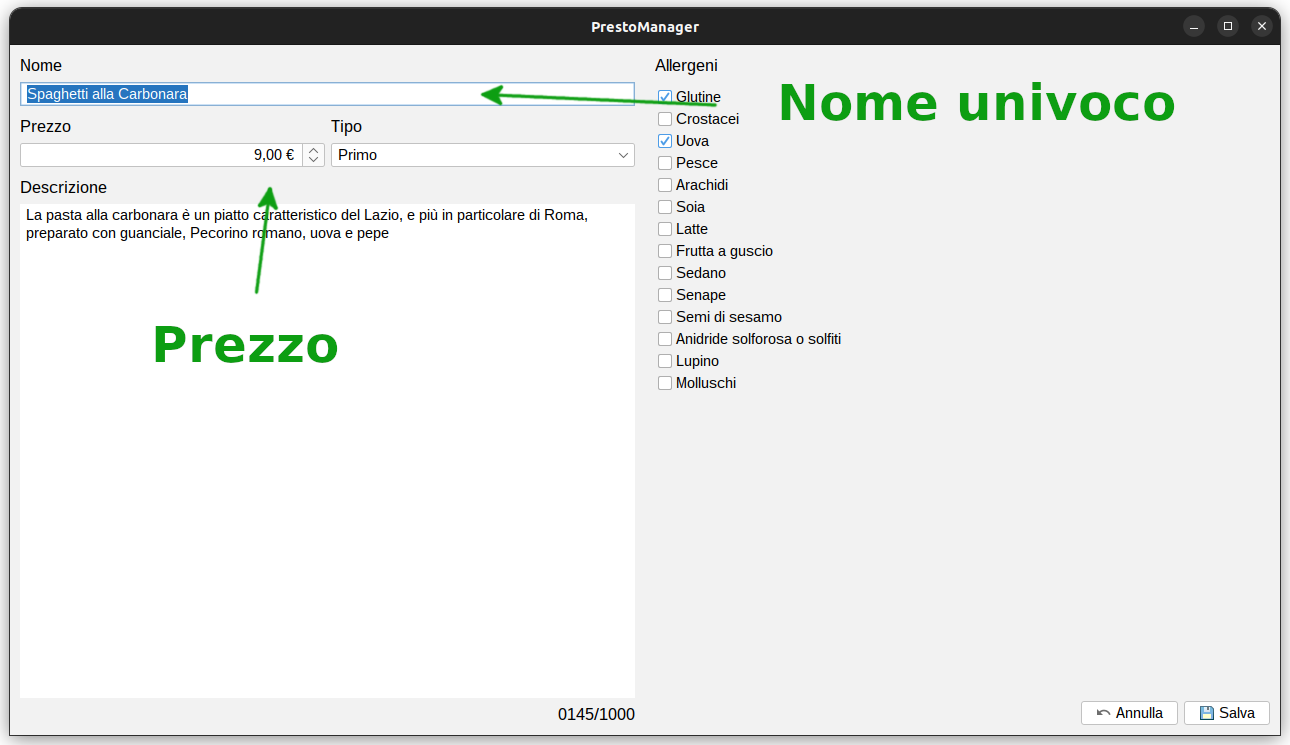 PrestoManager
Nome
Spaghetti alla Carbonara
Prezzo
Tipo
9,00 €
Primo
Descrizione
La pasta alla carbonara è un piatto caratteristico del Lazio, e più in particolare di Roma,
preparato con guanciale, Pecorino romano, uova e pepe
Prezzo
0145/1000
Allergeni
Nome univoco
Glutine
Crostacei
Uova
Pesce
Arachidi
Soia
Latte
Frutta a guscio
Sedano
Senape
Semi di sesamo
Anidride solforosa o solfiti
Lupino
Molluschi
Annulla
Salva